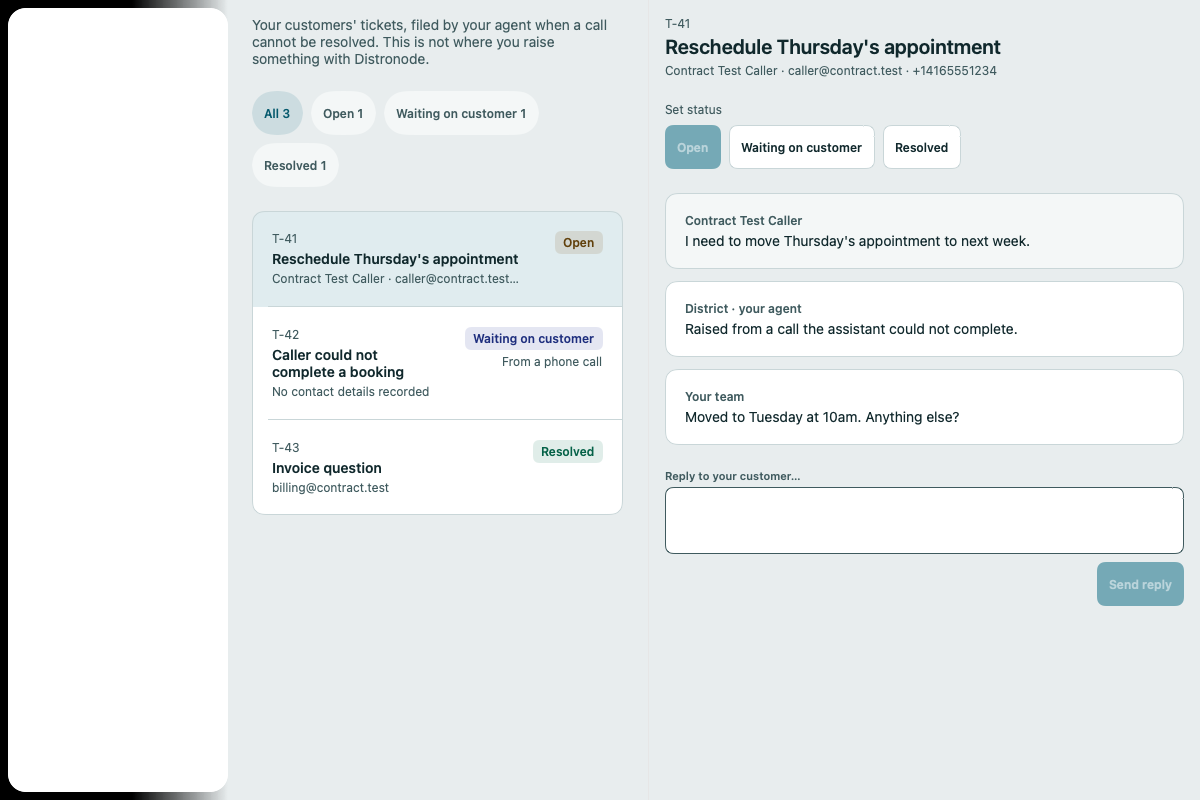 Your customers' tickets, filed by your agent when a call
cannot be resolved. This is not where you raise
something with Distronode.
All 3
Open 1
Waiting on customer 1
Resolved 1
T-41
Open
Reschedule Thursday's appointment
Contract Test Caller · caller@contract.test…
T-42
Waiting on customer
Caller could not
complete a booking
From a phone call
No contact details recorded
T-43
Resolved
Invoice question
billing@contract.test
T-41
Reschedule Thursday's appointment
Contract Test Caller · caller@contract.test · +14165551234
Set status
Open
Waiting on customer
Resolved
Contract Test Caller
I need to move Thursday's appointment to next week.
District · your agent
Raised from a call the assistant could not complete.
Your team
Moved to Tuesday at 10am. Anything else?
Reply to your customer…
Send reply